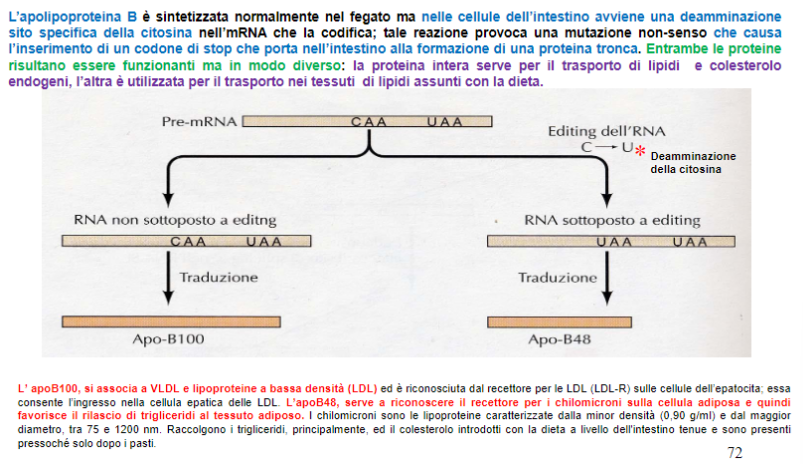 L'apolipoproteina B è sintetizzata normalmente nel fegato ma nelle cellule dell'intestino avviene una deamminazione
sito specifica della citosina nell'mRNA che la codifica; tale reazione provoca una mutazione non-senso che causa
l'inserimento di un codone di stop che porta nell'intestino alla formazione di una proteina tronca. Entrambe le proteine
risultano essere funzionanti ma in modo diverso: la proteina intera serve per il trasporto di lipidi e colesterolo
endogeni, l'altra è utilizzata per il trasporto nei tessuti di lipidi assunti con la dieta.
Pre-mRNA CAA UAA
Editing dell'RNA
C → U* Deamminazione
della citosina
RNA non sottoposto a editng RNA sottoposto a editing
CAA UAA UAA UAA
Traduzione Traduzione
Apo-B100 Apo-B48
L' apoB100, si associa a VLDL e lipoproteine a bassa densità (LDL) ed è riconosciuta dal recettore per le LDL (LDL-R) sulle cellule dell'epatocita; essa
consente l'ingresso nella cellula epatica delle LDL. L'apoB48, serve a riconoscere il recettore per i chilomicroni sulla cellula adiposa e quindi
favorisce il rilascio di trigliceridi al tessuto adiposo. I chilomicroni sono le lipoproteine caratterizzate dalla minor densità (0,90 g/ml) e dal maggior
diametro, tra 75 e 1200 nm. Raccolgono i trigliceridi, principalmente, ed il colesterolo introdotti con la dieta a livello dell'intestino tenue e sono presenti
pressoché solo dopo i pasti.
72